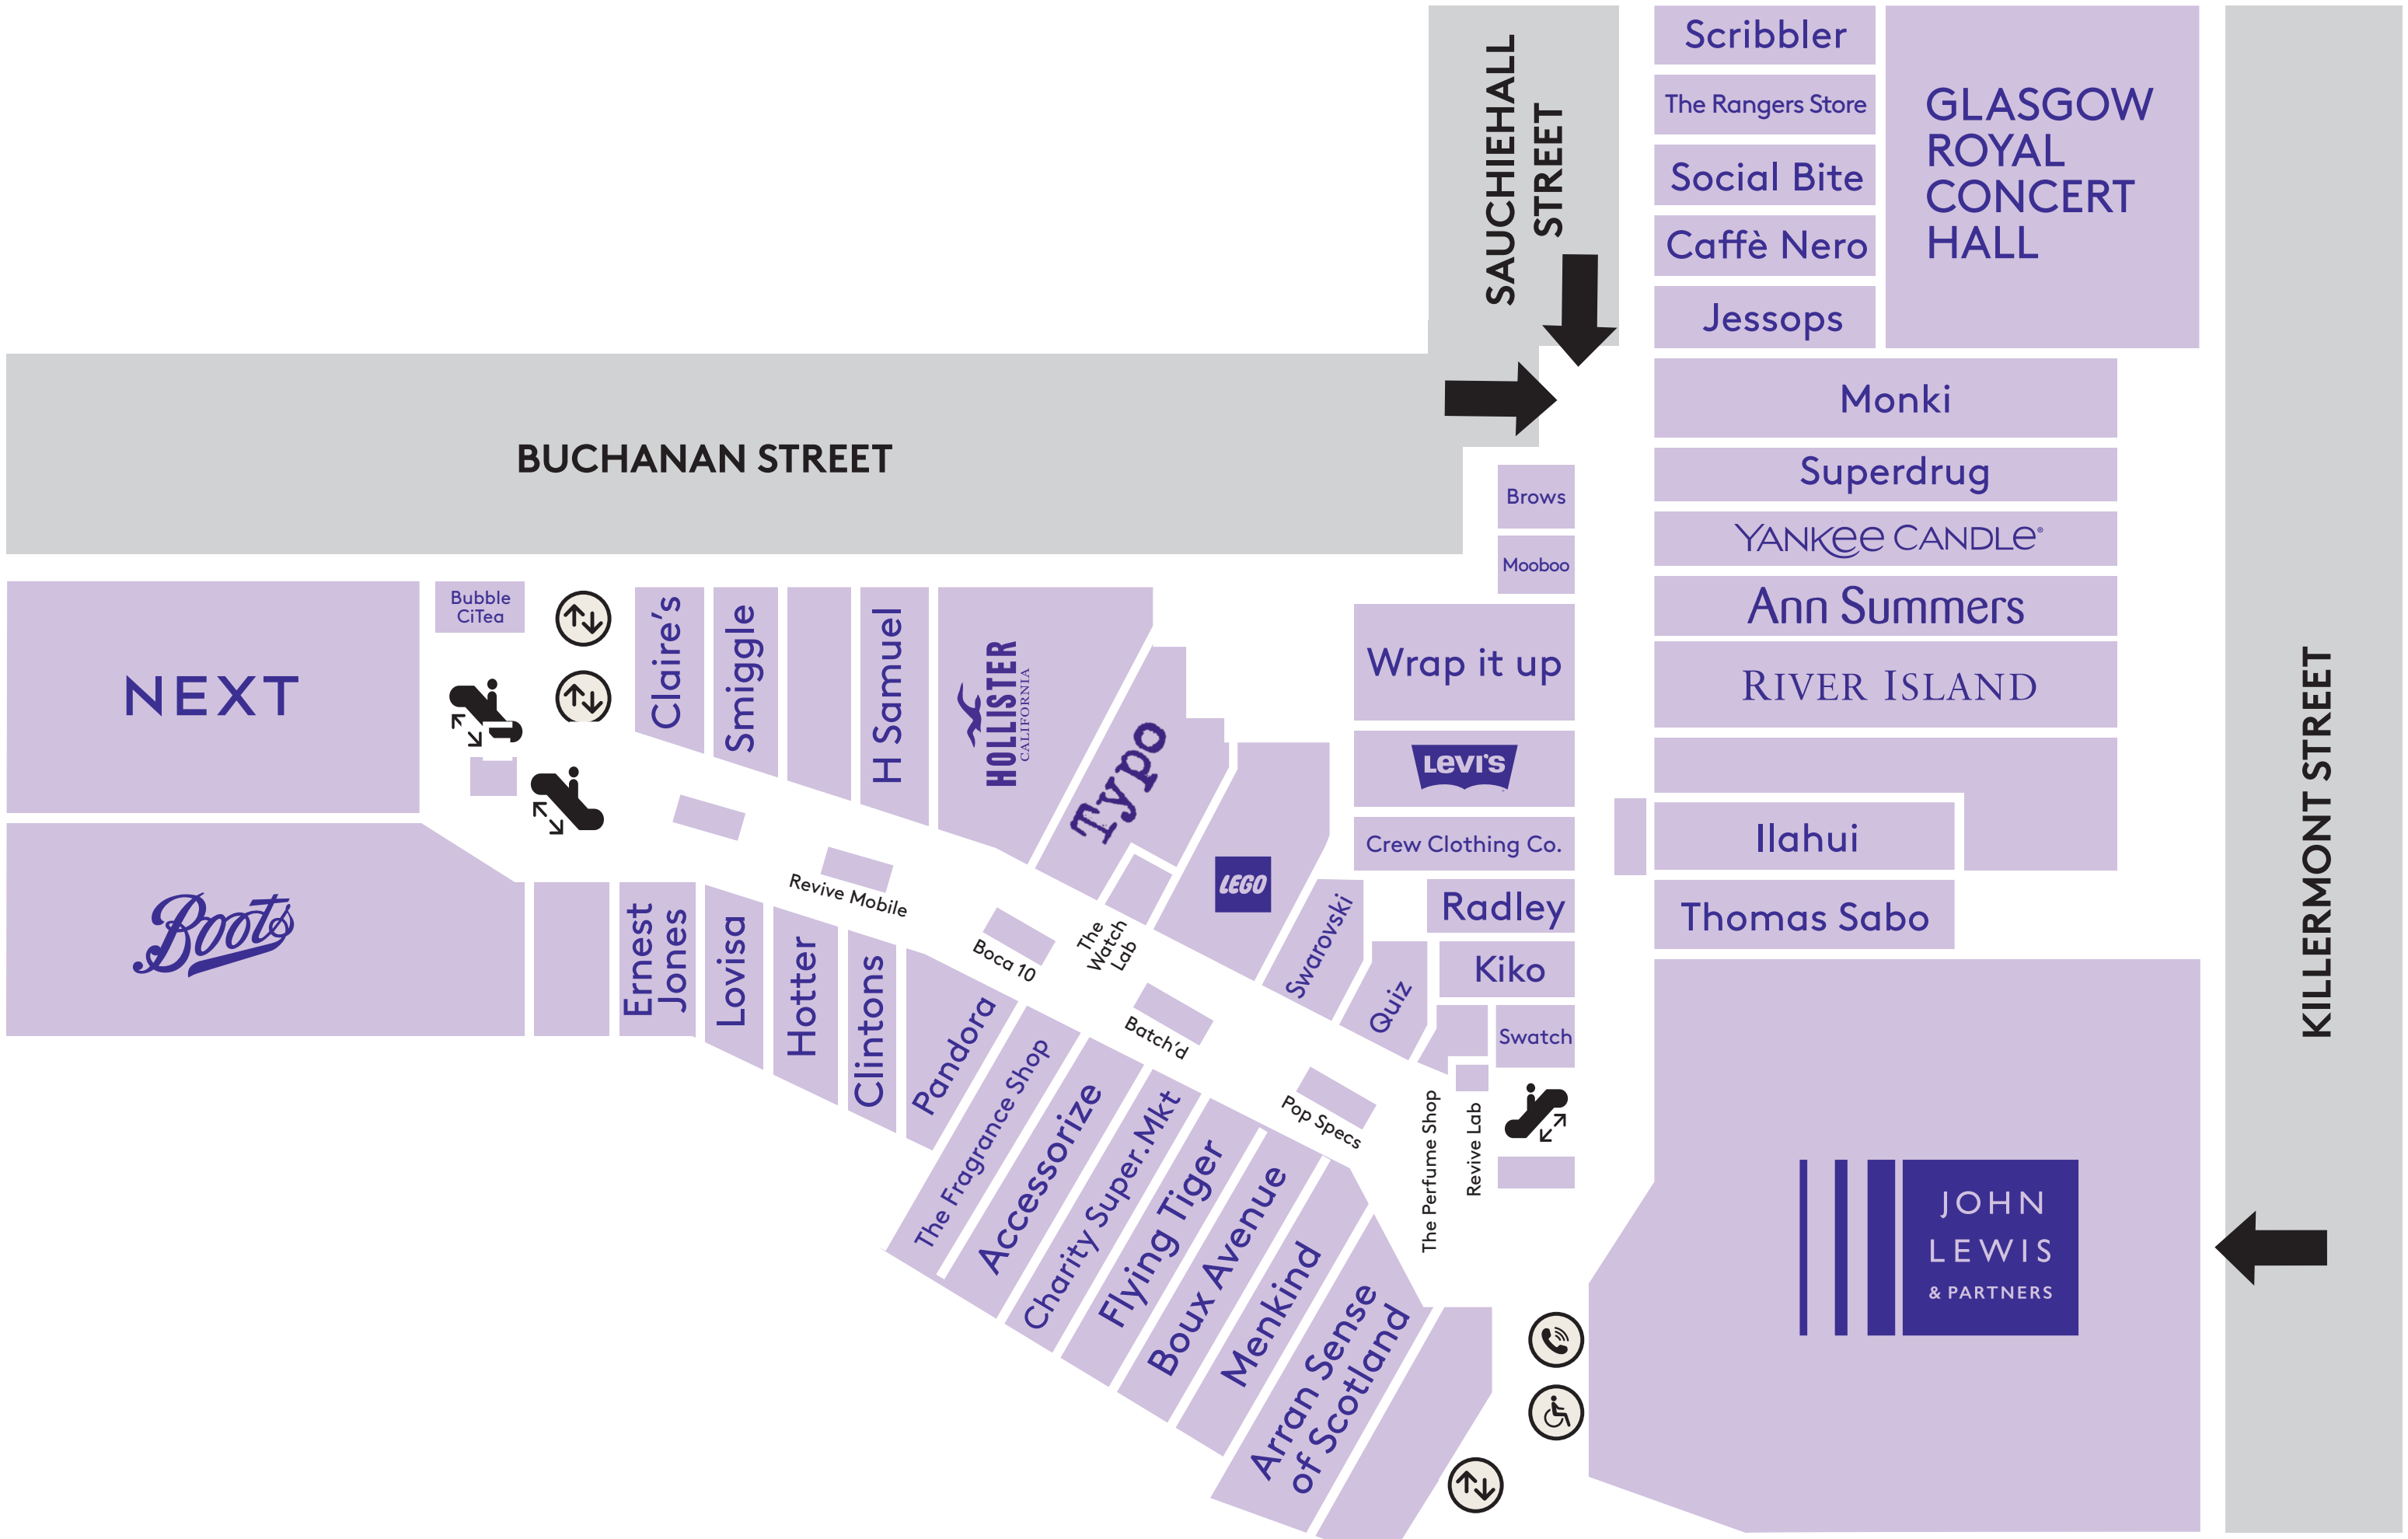 SAUCHIEHALL
STREET
Scribbler
The Rangers Store
Social Bite
Caffè Nero
Jessops
GLASGOW
ROYAL
CONCERT
HALL
Monki
Superdrug
YANKee CANDLe®
Ann Summers
RIVER ISLAND
Ilahui
Thomas Sabo
KILLERMONT STREET
BUCHANAN STREET
Brows
Mooboo
Wrap it up
Levi's
Crew Clothing Co.
Radley
Kiko
Swatch
NEXT
Bubble
CiTea
Claire's
Smiggle
H Samuel
HOLLISTER
CALIFORNIA
Typo
LEGO
Swarovski
Quiz
Boots
Revive Mobile
Boca 10
The
Watch
Lab
Batch'd
Pop Specs
The Perfume Shop
Revive Lab
Ernest
Jones
Lovisa
Hotter
Clintons
Pandora
The Fragrance Shop
Accessorize
Charity Super.Mkt
Flying Tiger
Boux Avenue
Menkind
Arran Sense
of Scotland
JOHN
LEWIS
& PARTNERS